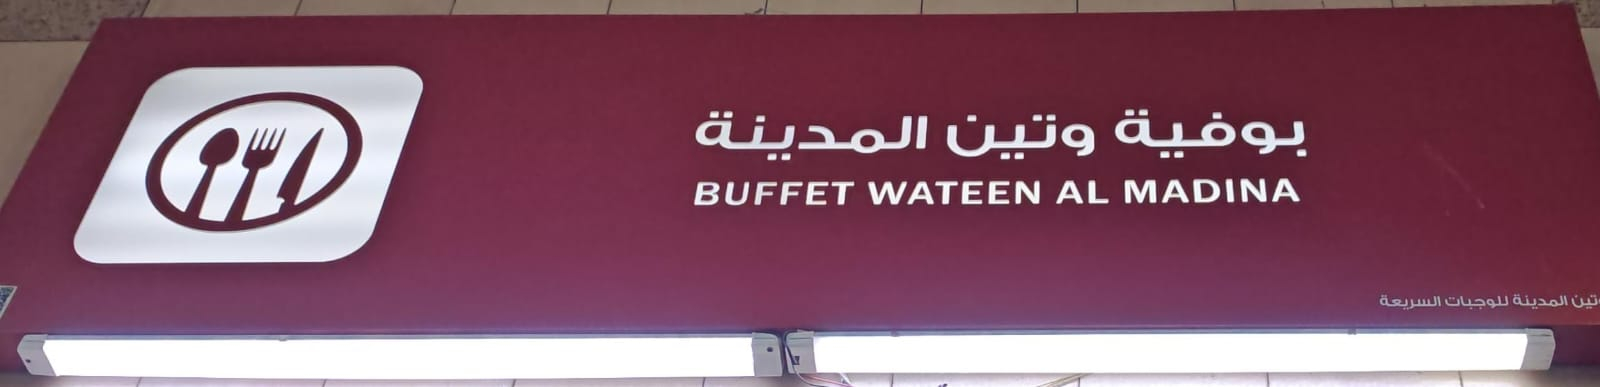 بوفية وتين المدينة
BUFFET WATEEN AL MADINA
وتين المدينة للوجبات السريعة